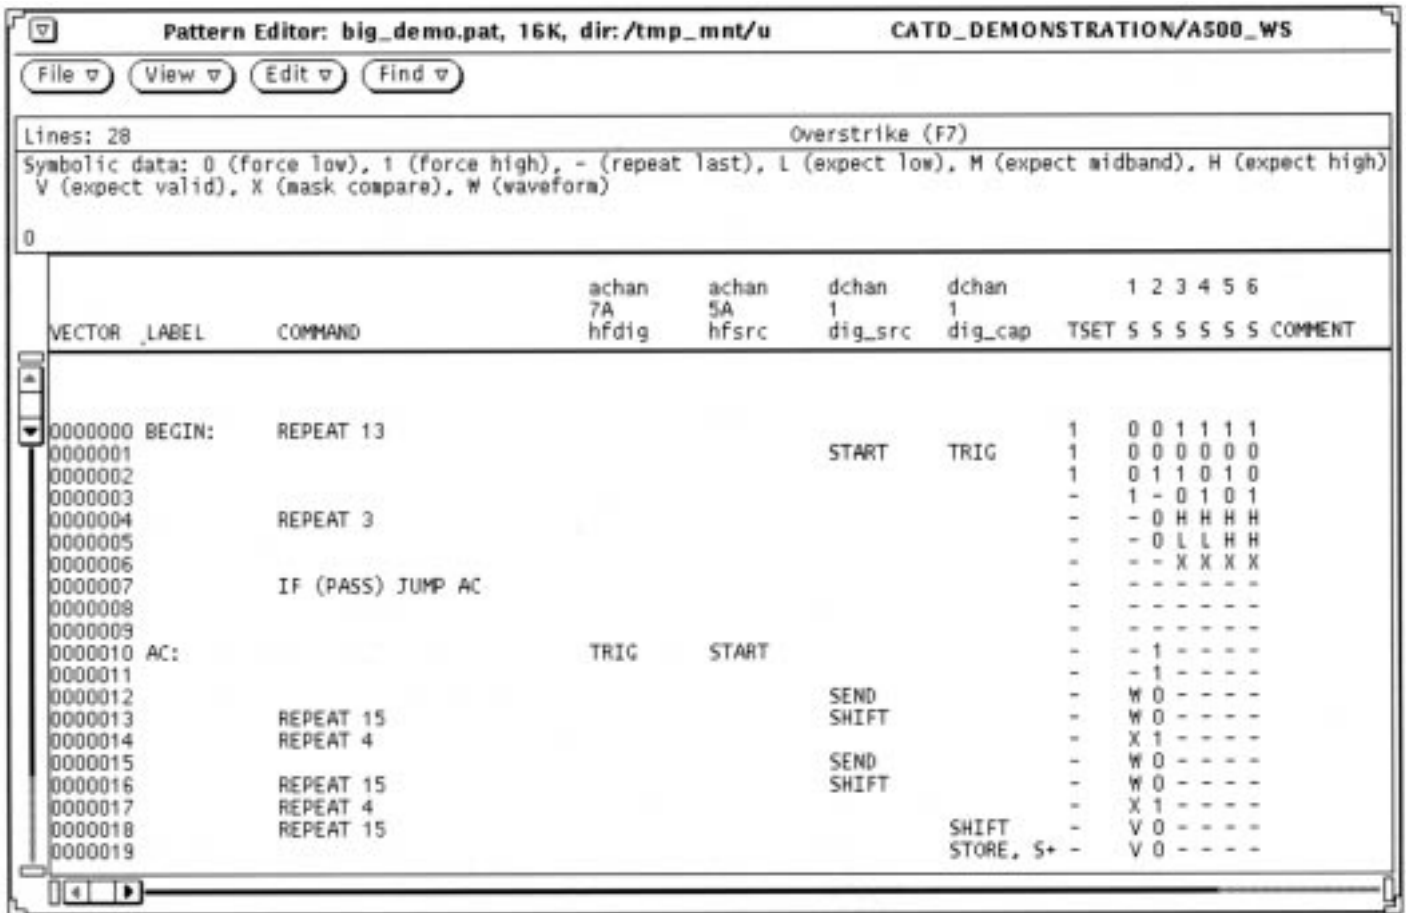 Pattern Editor: big_demo.pat, 16K, dir:/tmp_mnt/u CATD_DEMONSTRATION/A500_WS
File View Edit Find
Lines: 28 Overstrike (F7)
Symbolic data: 0 (force low), 1 (force high), - (repeat last), L (expect low), M (expect midband), H (expect high)
V (expect valid), X (mask compare), W (waveform)
0
achan achan dchan dchan 1 2 3 4 5 6
7A 5A 1 1
VECTOR LABEL COMMAND hfdig hfsrc dig_src dig_cap TSET S S S S S S COMMENT
0000000 BEGIN: REPEAT 13 1 0 0 1 1 1 1
0000001 START TRIG 1 0 0 0 0 0 0
0000002 1 0 1 1 0 1 0
0000003 - 1 - 0 1 0 1
0000004 REPEAT 3 - - 0 H H H H
0000005 - - 0 L L H H
0000006 - - - X X X X
0000007 IF (PASS) JUMP AC - - - - - - -
0000008 - - - - - - -
0000009 - - - - - - -
0000010 AC: TRIG START - - 1 - - - -
0000011 - - 1 - - - -
0000012 SEND - W 0 - - - -
0000013 REPEAT 15 SHIFT - W 0 - - - -
0000014 REPEAT 4 - X 1 - - - -
0000015 SEND - W 0 - - - -
0000016 REPEAT 15 SHIFT - W 0 - - - -
0000017 REPEAT 4 - X 1 - - - -
0000018 REPEAT 15 SHIFT - V 0 - - - -
0000019 STORE, S+ - V 0 - - - -